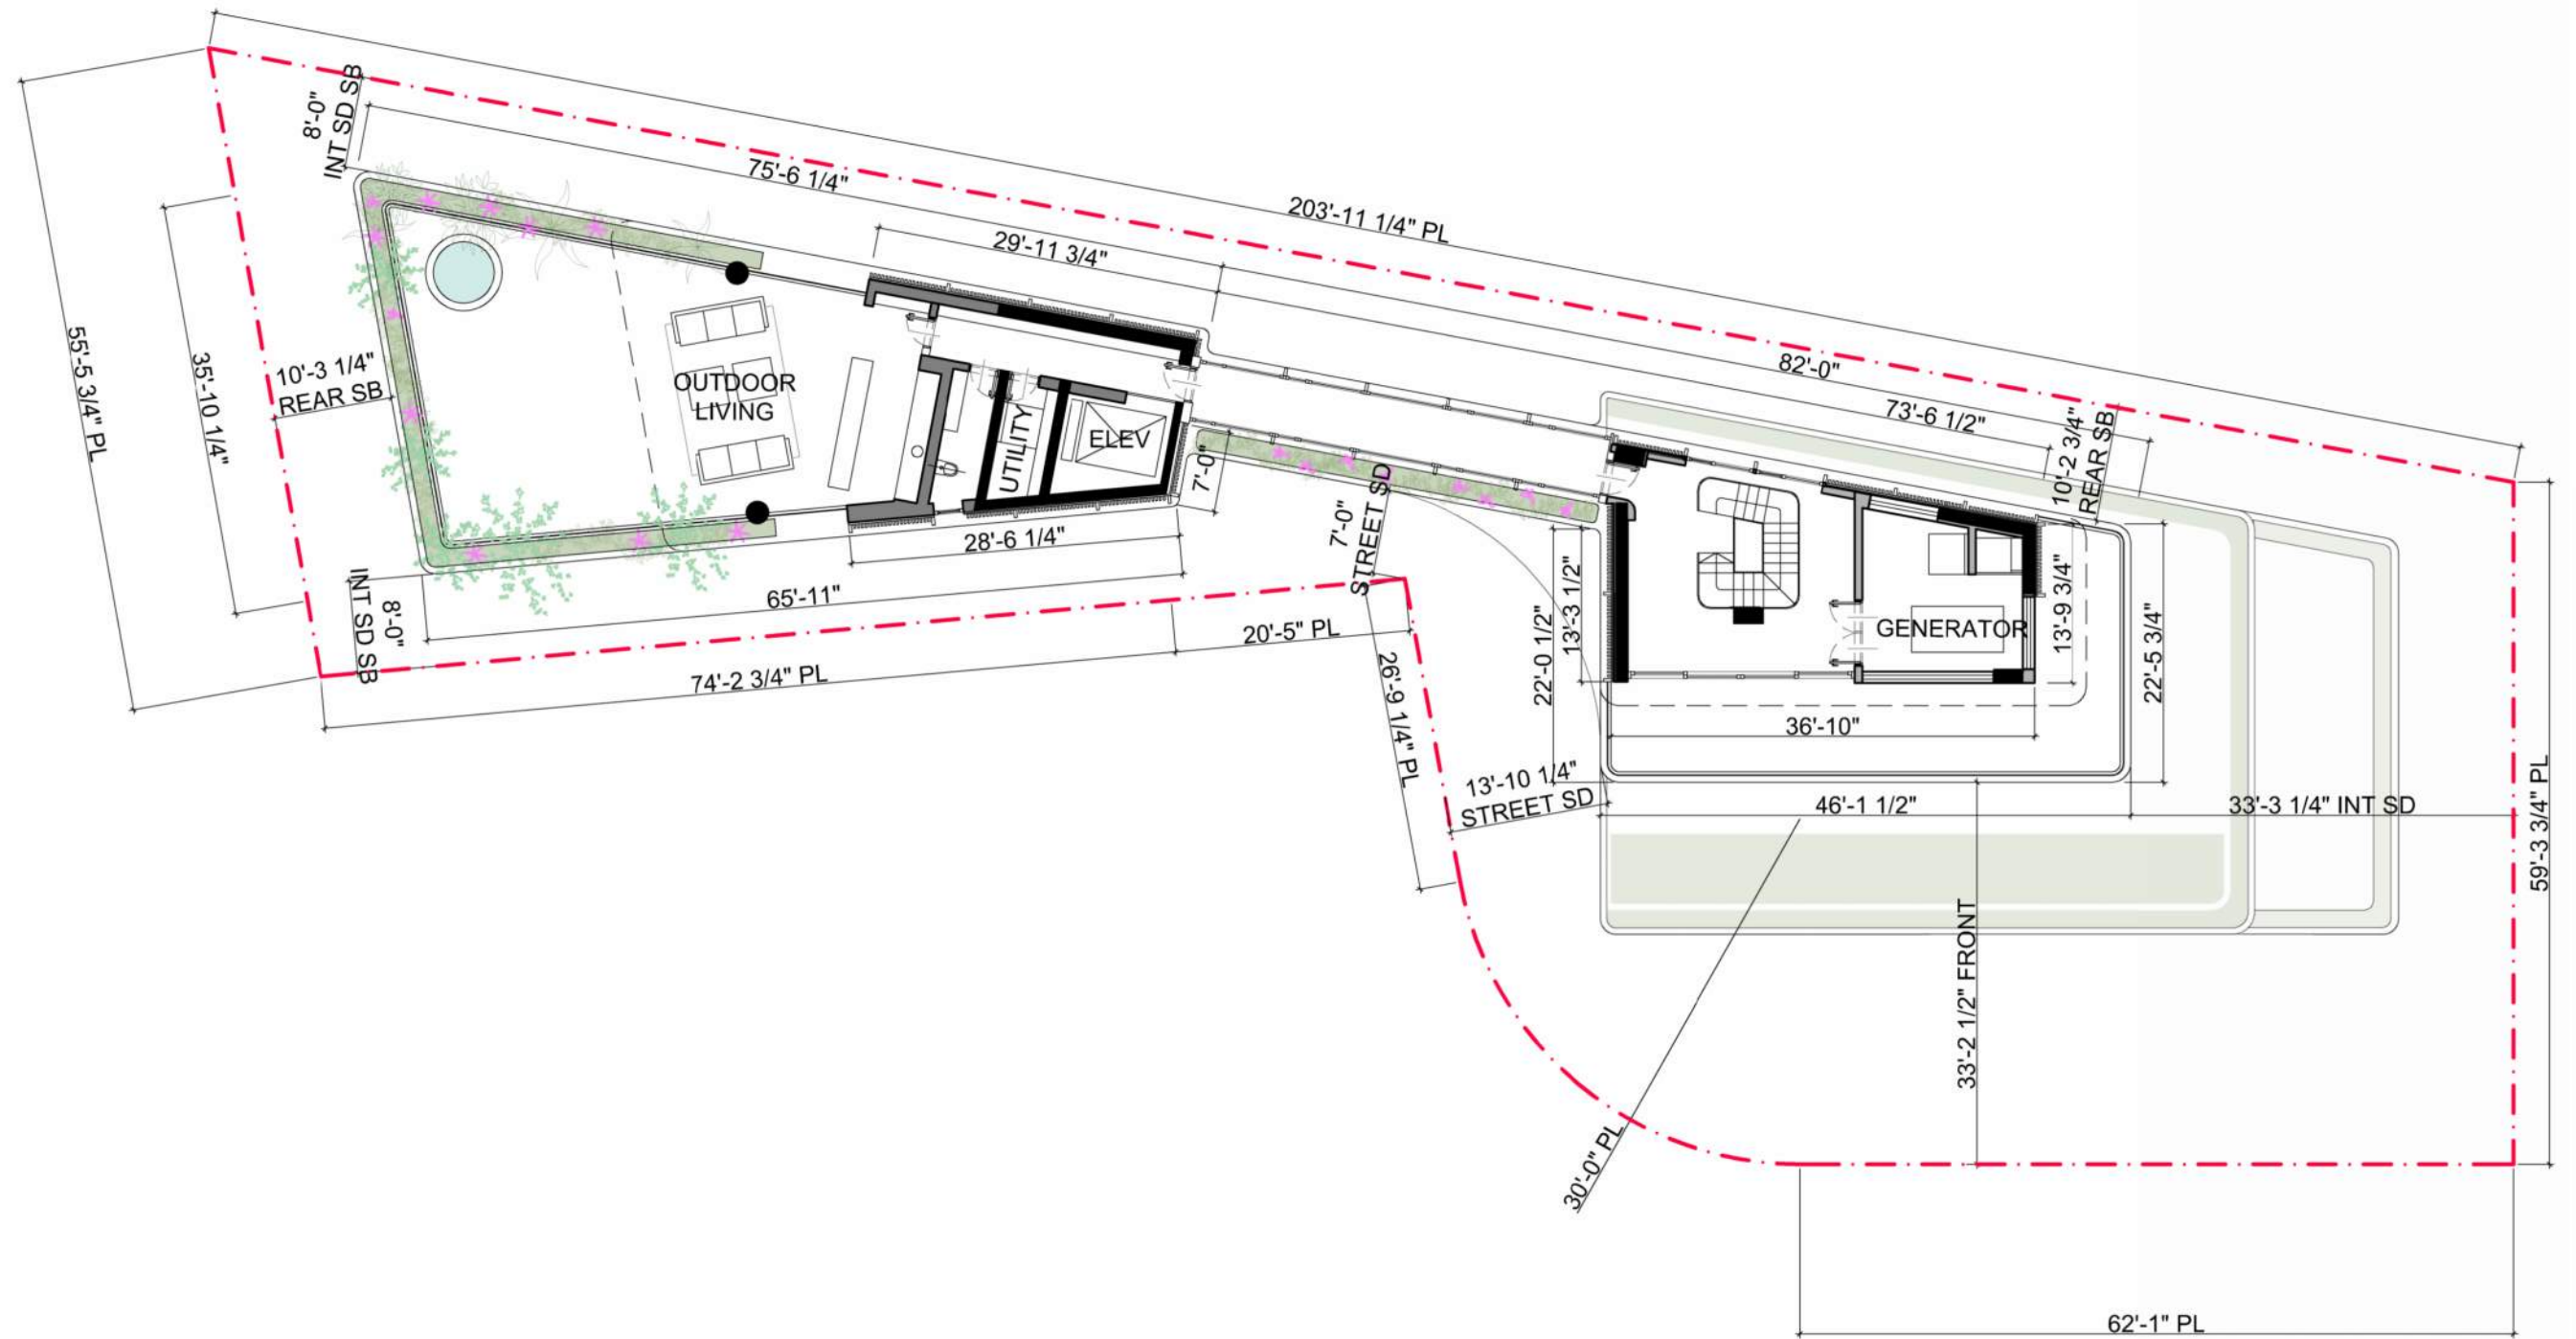 203'-11 1/4" PL
8'-0"
INT SD SB
75'-6 1/4"
29'-11 3/4"
82'-0"
73'-6 1/2"
10'-2 3/4"
REAR SB
55'-5 3/4" PL
35'-10 1/4"
10'-3 1/4"
REAR SB
OUTDOOR
LIVING
UTILITY
ELEV
7'-0"
28'-6 1/4"
65'-11"
INT SD SB
8'-0"
74'-2 3/4" PL
20'-5" PL
7'-0"
STREET SD
26'-9 1/4" PL
13'-10 1/4"
STREET SD
22'-0 1/2"
13'-3 1/2"
GENERATOR
13'-9 3/4"
22'-5 3/4"
36'-10"
46'-1 1/2"
33'-3 1/4" INT SD
59'-3 3/4" PL
33'-2 1/2" FRONT
30'-0" PL
62'-1" PL